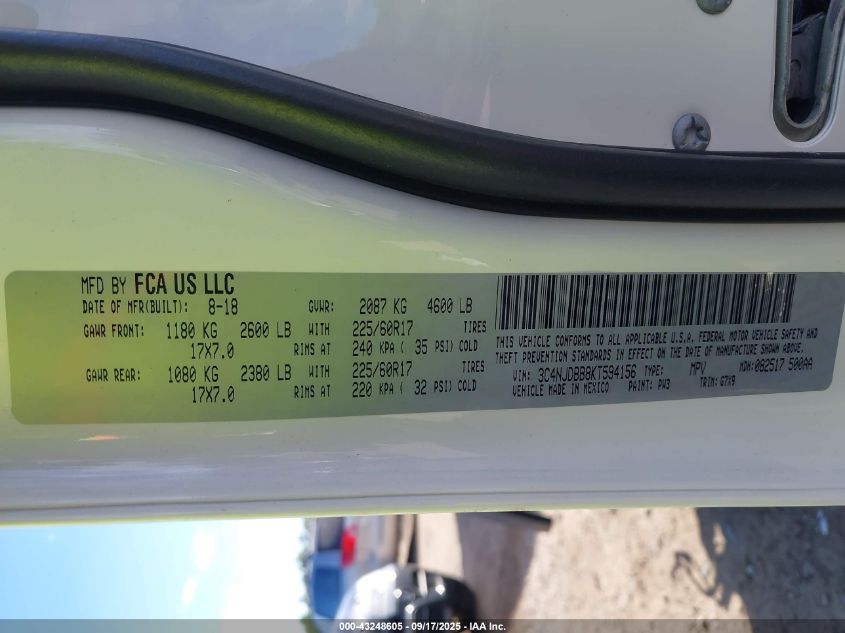 MFD BY FCA US LLC
DATE OF MFR(BUILT): 8-18 GVWR: 2087 KG 4600 LB
GAWR FRONT: 1180 KG 2600 LB WITH 225/60R17 TIRES
17X7.0 RIMS AT 240 KPA ( 35 PSI) COLD
GAWR REAR: 1080 KG 2380 LB WITH 225/60R17 TIRES
17X7.0 RIMS AT 220 KPA ( 32 PSI) COLD
THIS VEHICLE CONFORMS TO ALL APPLICABLE U.S.A. FEDERAL MOTOR VEHICLE SAFETY AND
THEFT PREVENTION STANDARDS IN EFFECT ON THE DATE OF MANUFACTURE SHOWN ABOVE.
VIN: 3C4NJDBB8KT594156 TYPE: MPV MDH:082517 500AA
VEHICLE MADE IN MEXICO PAINT: PW3 TRIM: G7X9
000-43248605 - 09/17/2025 - IAA Inc.